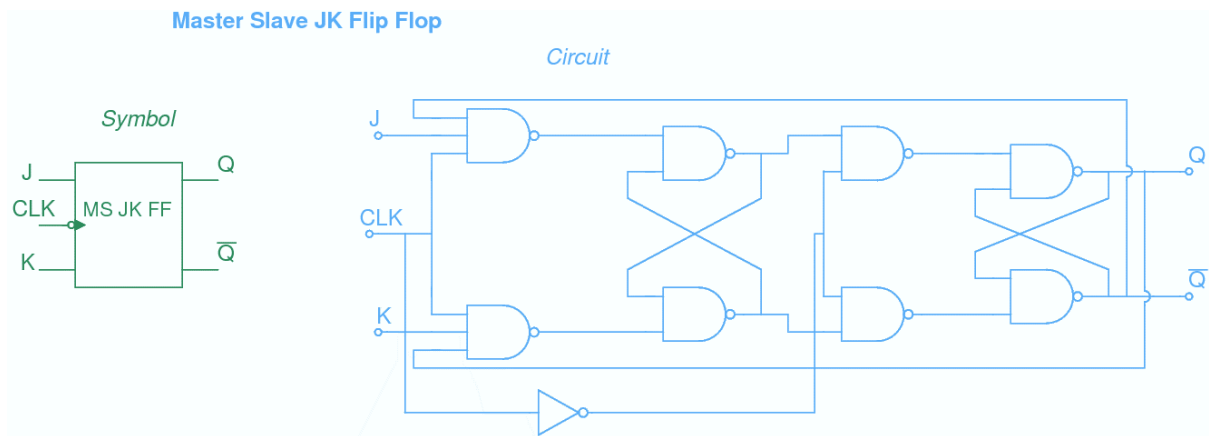 Master Slave JK Flip Flop
Circuit
Symbol
J
Q
CLK
MS JK FF
K
Q̅
J
CLK
K
Q
Q̅